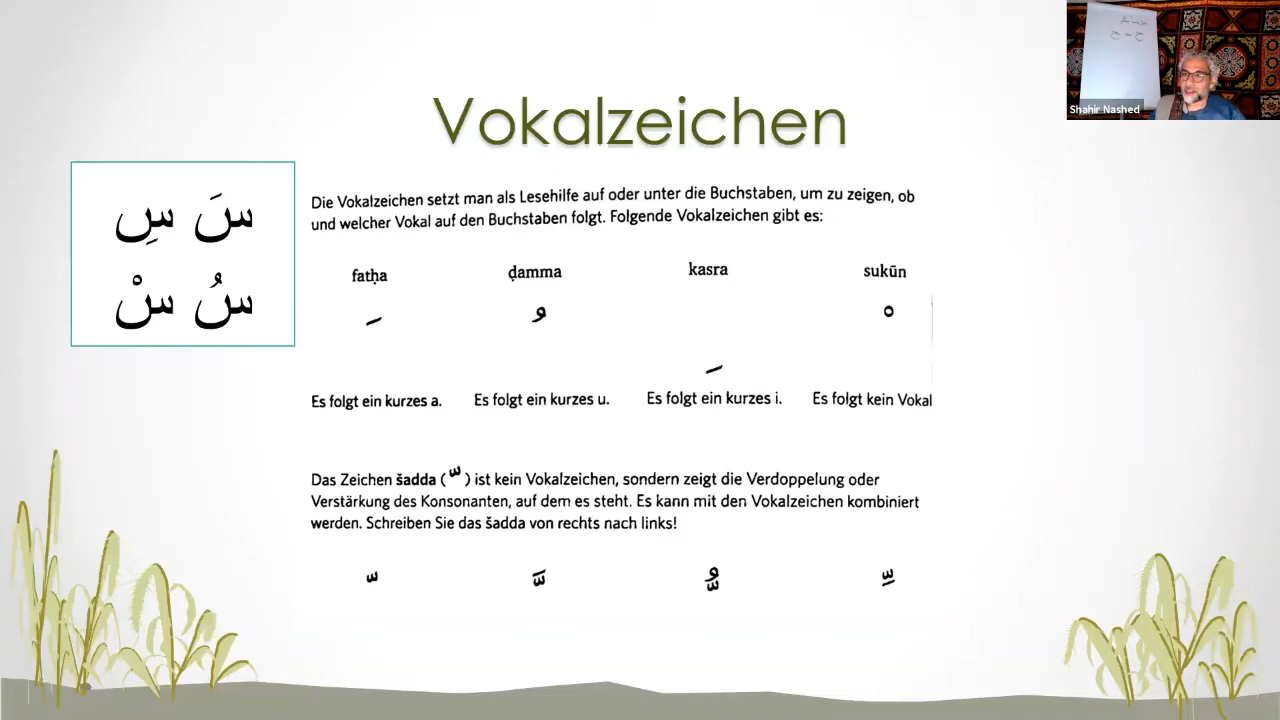 Vokalzeichen
سَ سِ
سُ سْ
Die Vokalzeichen setzt man als Lesehilfe auf oder unter die Buchstaben, um zu zeigen, ob
und welcher Vokal auf den Buchstaben folgt. Folgende Vokalzeichen gibt es:
fatḥa ḍamma kasra sukūn
َ ُ ِ ْ
Es folgt ein kurzes a. Es folgt ein kurzes u. Es folgt ein kurzes i. Es folgt kein Vokal
Das Zeichen šadda ( ّ ) ist kein Vokalzeichen, sondern zeigt die Verdoppelung oder
Verstärkung des Konsonanten, auf dem es steht. Es kann mit den Vokalzeichen kombiniert
werden. Schreiben Sie das šadda von rechts nach links!
ّ َّ ُّ ِّ
Shahir Nashed